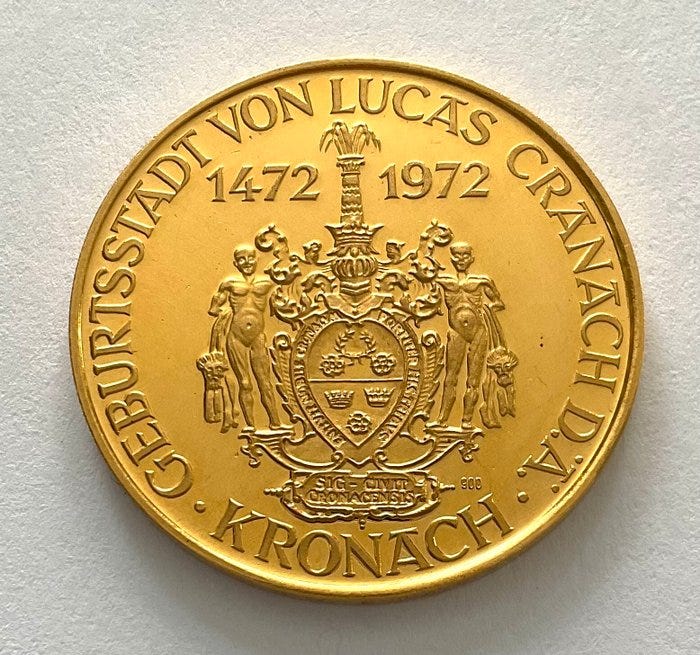 GEBURTSSTADT VON LUCAS CRANACH D.Ä.
1472 1972
SIG - CIVIT
CRONACENSIS
900
· KRONACH ·